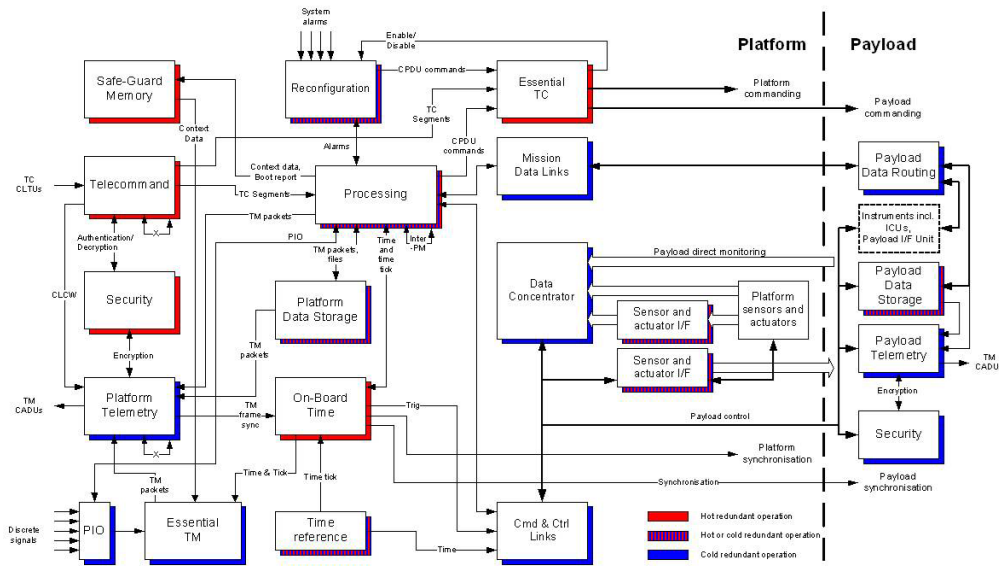 System
alarms
Enable/
Disable
Platform
Payload
Safe-Guard
Memory
Reconfiguration
CPDU commands
Essential
TC
Platform
commanding
TC
Segments
Payload
commanding
Context
Data
Alarms
CPDU
commands
Context data,
Boot report
TC
CLTUs
Telecommand
TC Segments
Processing
Mission
Data Links
Payload
Data Routing
X
TM packets
PIO
TM packets,
files
Time
and
time
tick
Inter
-PM
Instruments incl.
ICUs,
Payload I/F Unit
Authentication/
Decryption
Payload direct monitoring
CLCW
Security
Platform
Data Storage
Data
Concentrator
Sensor and
actuator I/F
Platform
sensors and
actuators
Payload
Data
Storage
Encryption
TM
packets
Sensor and
actuator I/F
Payload
Telemetry
TM
CADU
Encryption
TM
CADUs
Platform
Telemetry
TM
frame
sync
On-Board
Time
Trig
Payload control
Security
X
Platform
synchronisation
TM
packets
Time & Tick
Time tick
Synchronisation
Payload
synchronisation
Discrete
signals
PIO
Essential
TM
Time
reference
Time
Cmd & Ctrl
Links
Hot redundant operation
Hot or cold redundant operation
Cold redundant operation